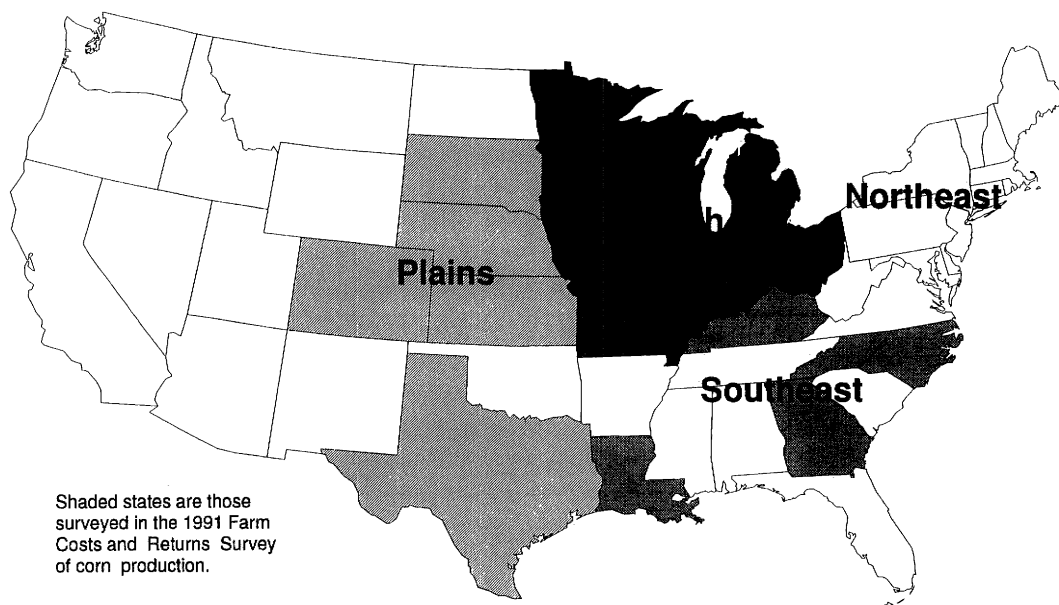 Northeast
h
Plains
Southeast
Shaded states are those
surveyed in the 1991 Farm
Costs and Returns Survey
of corn production.